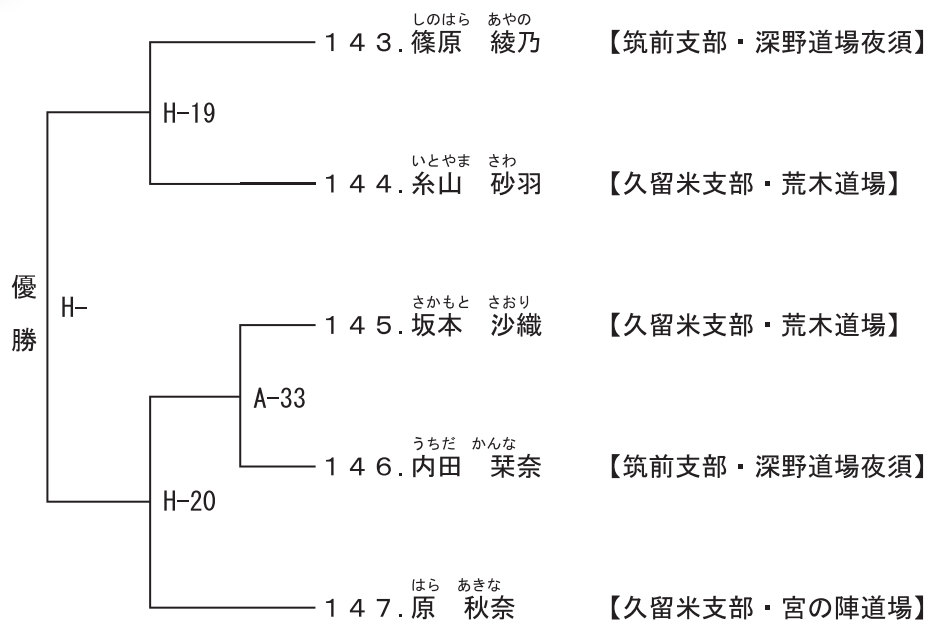 しのはら あやの
143.篠原 綾乃 【筑前支部・深野道場夜須】
H-19
いとやま さわ
144.糸山 砂羽 【久留米支部・荒木道場】
優勝
H-
さかもと さおり
145.坂本 沙織 【久留米支部・荒木道場】
A-33
うちだ かんな
146.内田 栞奈 【筑前支部・深野道場夜須】
H-20
はら あきな
147.原 秋奈 【久留米支部・宮の陣道場】